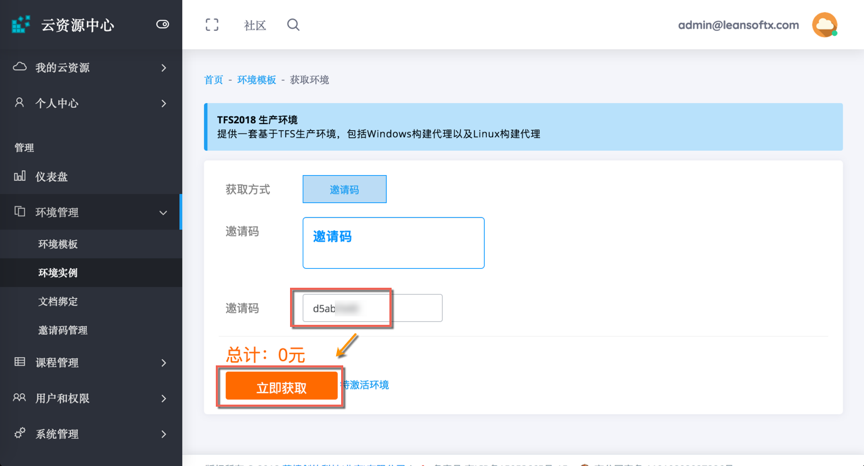 云资源中心
社区
admin@leansoftx.com
我的云资源
个人中心
管理
仪表盘
环境管理
环境模板
环境实例
文档绑定
邀请码管理
课程管理
用户和权限
系统管理
首页 - 环境模板 - 获取环境
TFS2018 生产环境
提供一套基于TFS生产环境，包括Windows构建代理以及Linux构建代理
获取方式
邀请码
邀请码
邀请码
邀请码
d5ab
总计：0元
立即获取
激活环境